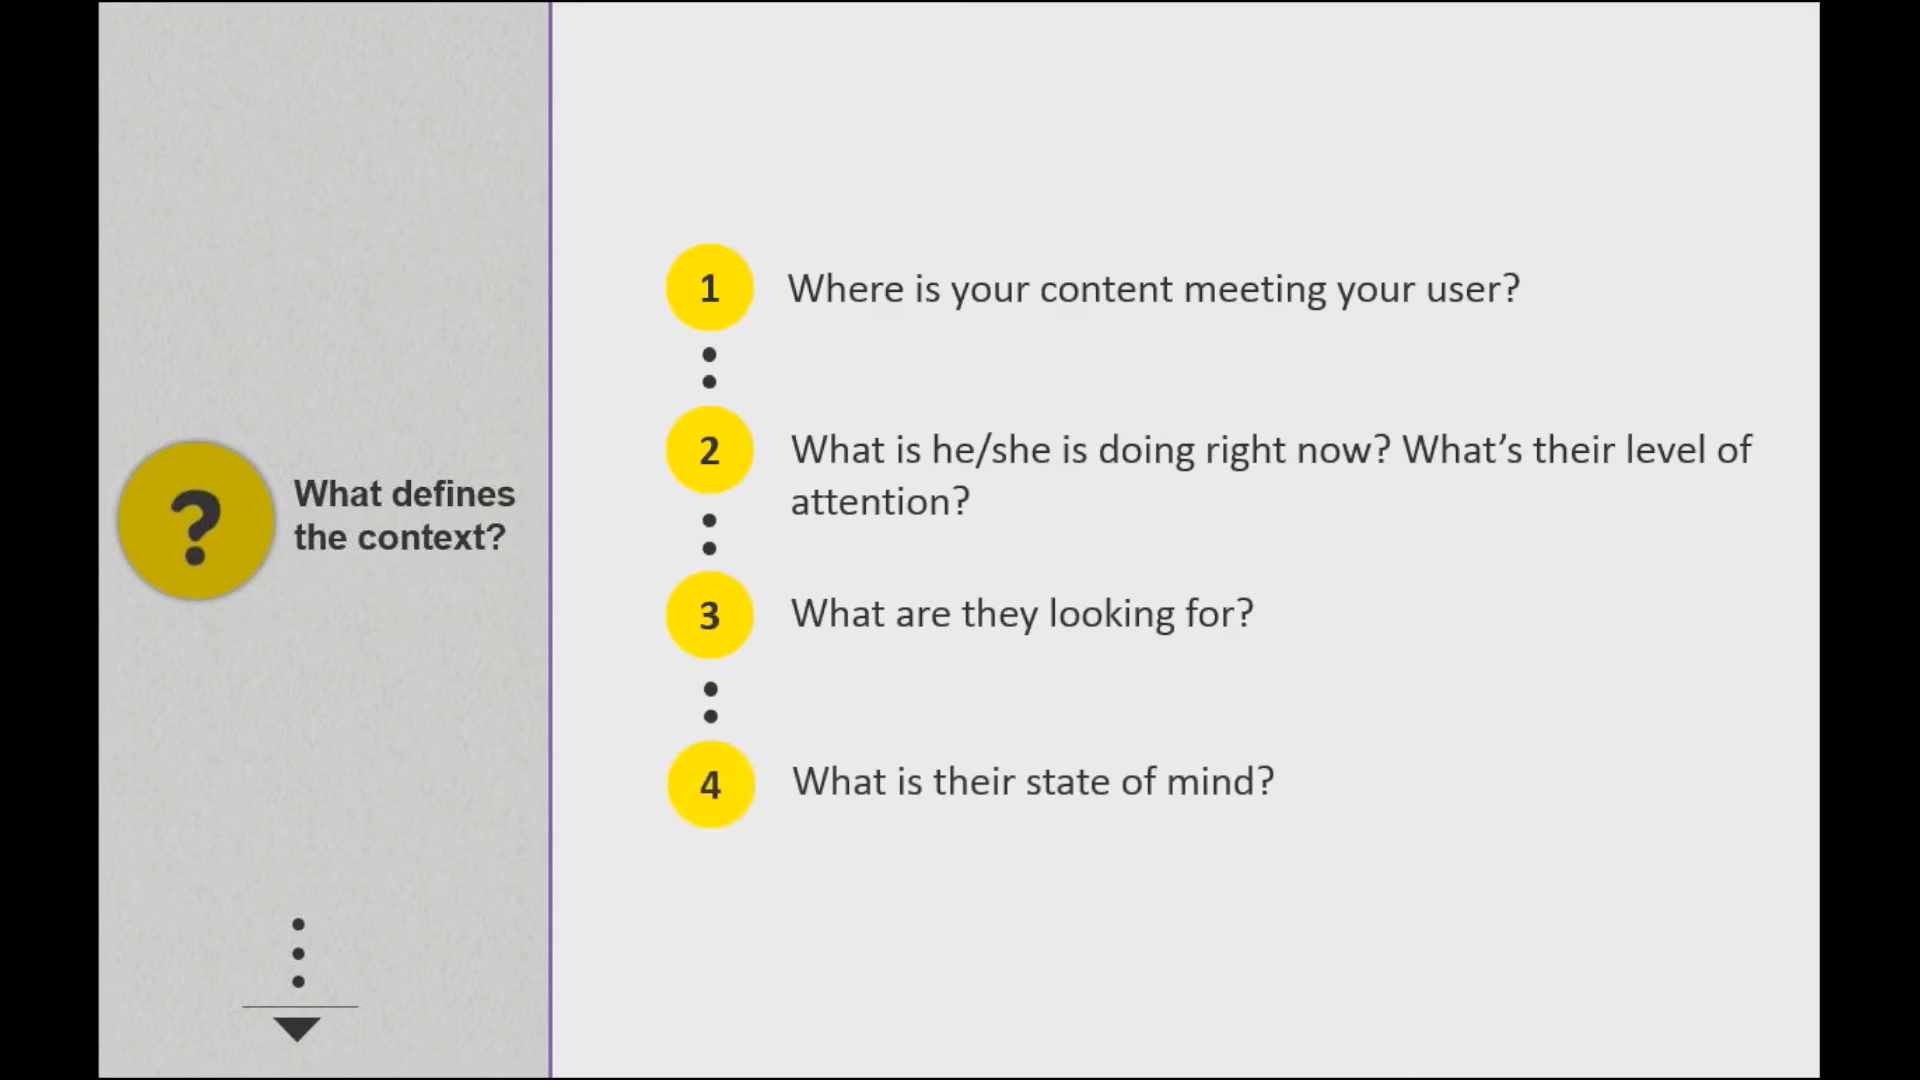 ?
What defines
the context?
1 Where is your content meeting your user?
2 What is he/she is doing right now? What’s their level of
attention?
3 What are they looking for?
4 What is their state of mind?